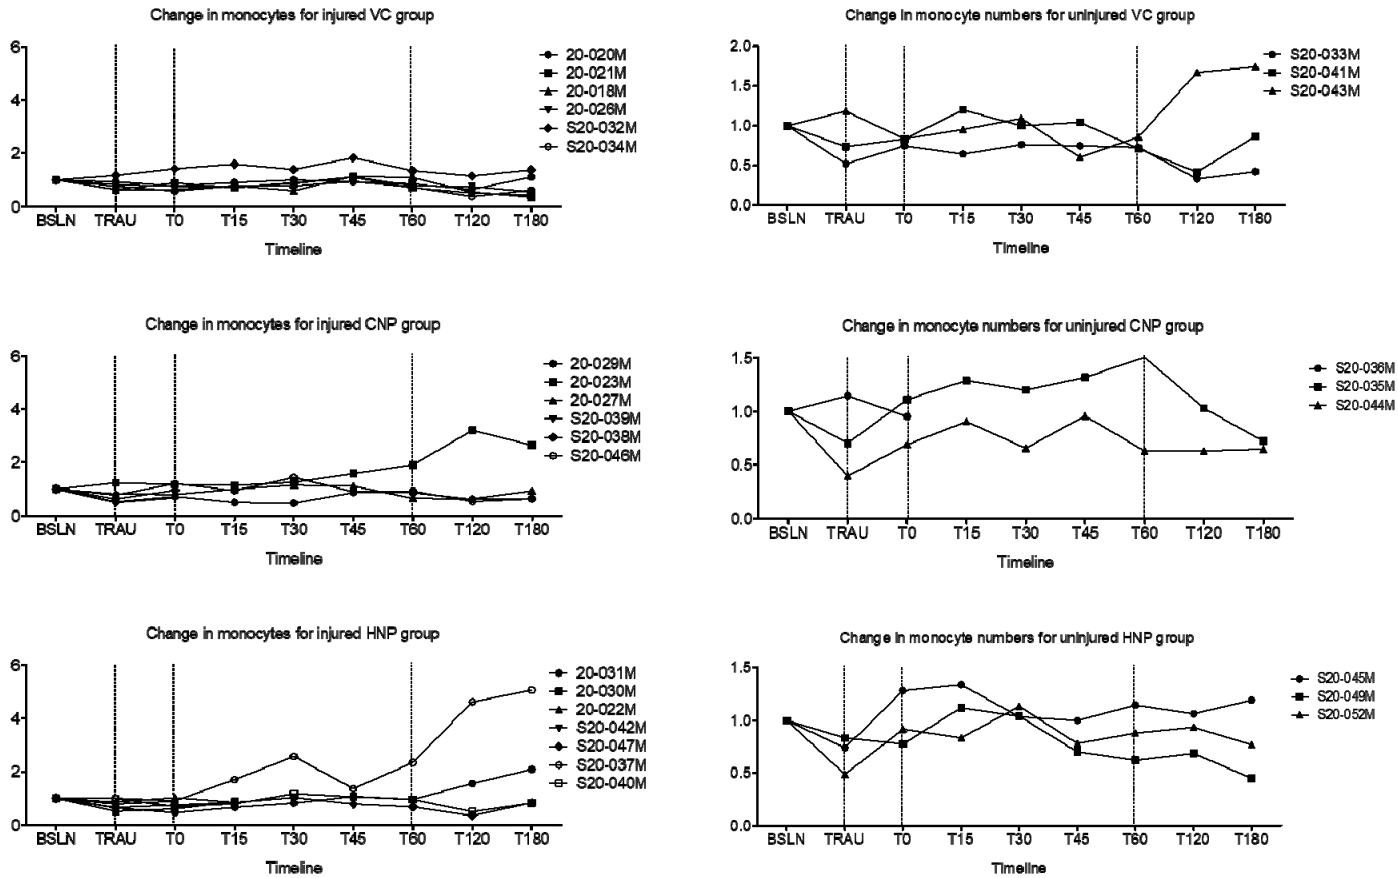 Change in monocytes for injured VC group
6
4
2
0
BSLN TRAU T0 T15 T30 T45 T60 T120 T180
Timeline
20-020M
20-021M
20-018M
20-026M
S20-032M
S20-034M
Change in monocyte numbers for uninjured VC group
2.0
1.5
1.0
0.5
0.0
BSLN TRAU T0 T15 T30 T45 T60 T120 T180
Timeline
S20-033M
S20-041M
S20-043M
Change in monocytes for injured CNP group
6
4
2
0
BSLN TRAU T0 T15 T30 T45 T60 T120 T180
Timeline
20-029M
20-023M
20-027M
S20-039M
S20-038M
S20-046M
Change in monocyte numbers for uninjured CNP group
1.5
1.0
0.5
0.0
BSLN TRAU T0 T15 T30 T45 T60 T120 T180
Timeline
S20-036M
S20-035M
S20-044M
Change in monocytes for injured HNP group
6
4
2
0
BSLN TRAU T0 T15 T30 T45 T60 T120 T180
Timeline
20-031M
20-030M
20-022M
S20-042M
S20-047M
S20-037M
S20-040M
Change in monocyte numbers for uninjured HNP group
1.5
1.0
0.5
0.0
BSLN TRAU T0 T15 T30 T45 T60 T120 T180
Timeline
S20-045M
S20-049M
S20-052M